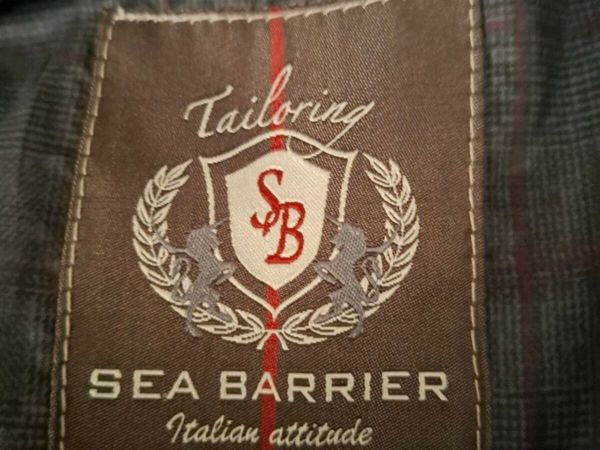 Tailoring
SB
SEA BARRIER
Italian attitude